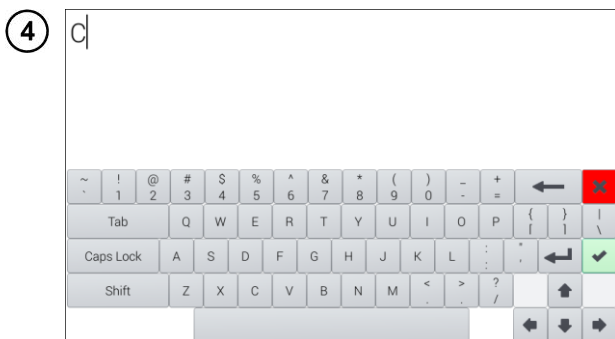 4
C
~ ! @ # $ % ^ & * ( ) _ +
` 1 2 3 4 5 6 7 8 9 0 - =
Tab Q W E R T Y U I O P { } |
[ ] \
Caps Lock A S D F G H J K L : "
; '
Shift Z X C V B N M < > ?
, . /